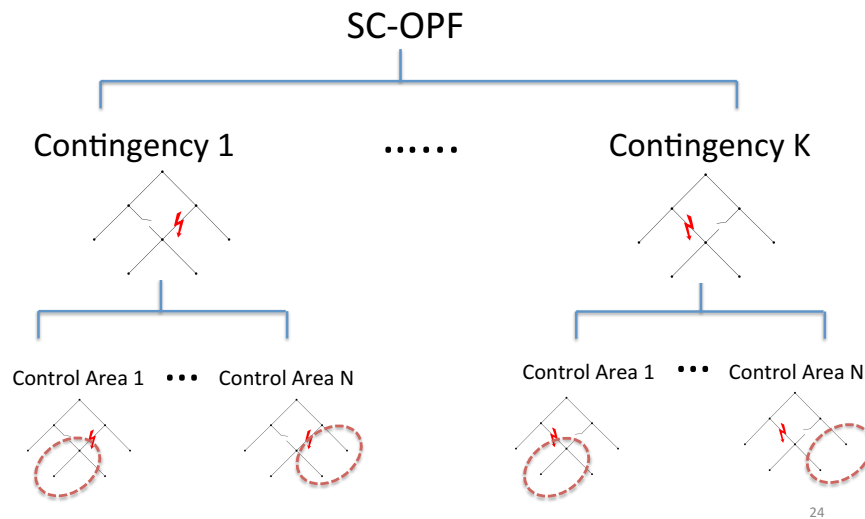 SC-OPF
Contingency 1 ...... Contingency K
Control Area 1 ... Control Area N Control Area 1 ... Control Area N
24